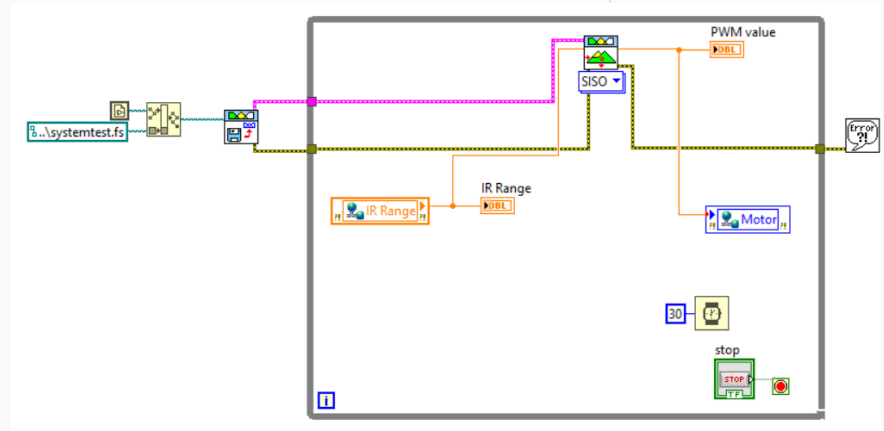 PWM value
DBL
SISO
..\systemtest.fs
Error
?!
IR Range
IR Range
DBL
Motor
30
stop
STOP
TF
i